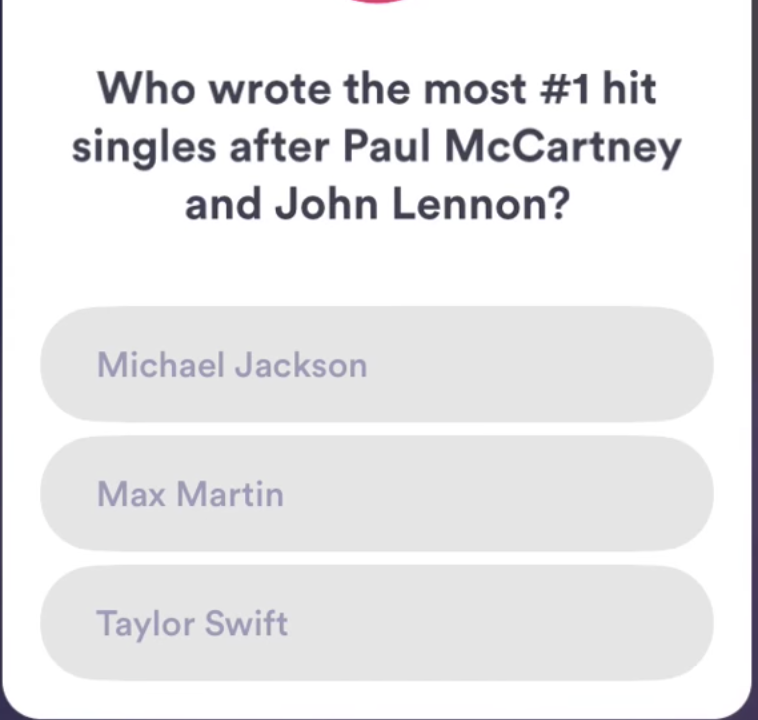 Who wrote the most #1 hit
singles after Paul McCartney
and John Lennon?
Michael Jackson
Max Martin
Taylor Swift